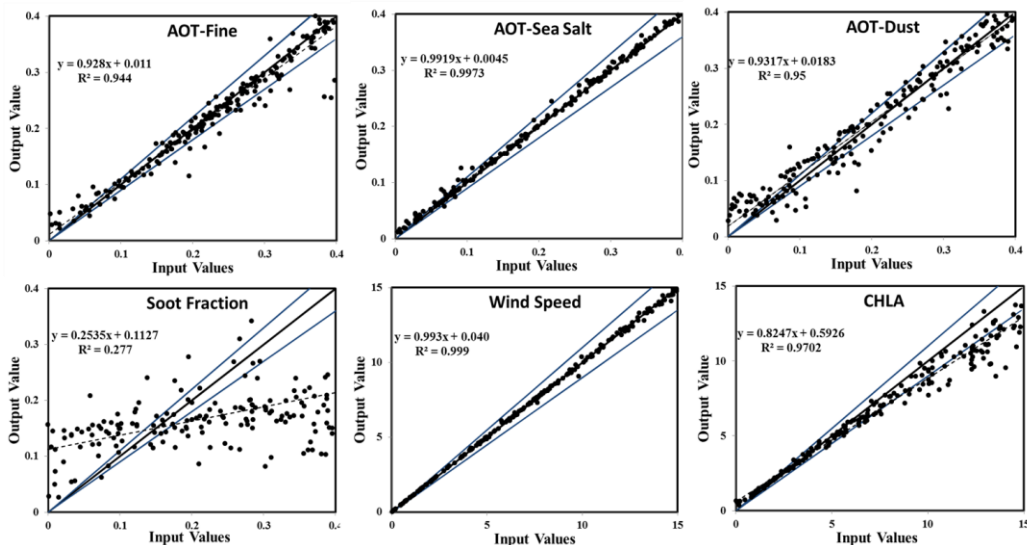 AOT-Fine
y = 0.928x + 0.011
R² = 0.944
Output Value
0.4
0.3
0.2
0.1
0
0 0.1 0.2 0.3 0.4
Input Values
AOT-Sea Salt
y = 0.9919x + 0.0045
R² = 0.9973
Output Value
0.4
0.3
0.2
0.1
0
0 0.1 0.2 0.3 0.
Input Values
AOT-Dust
y = 0.9317x + 0.0183
R² = 0.95
Output Value
0.4
0.3
0.2
0.1
0
0 0.1 0.2 0.3 0.4
Input Values
Soot Fraction
y = 0.2535x + 0.1127
R² = 0.277
Output Value
0.4
0.3
0.2
0.1
0
0 0.1 0.2 0.3 0.4
Input Values
Wind Speed
y = 0.993x + 0.040
R² = 0.999
Output Value
15
10
5
0
0 5 10 15
Input Values
CHLA
y = 0.8247x + 0.5926
R² = 0.9702
Output Value
15
10
5
0
0 5 10 15
Input Values